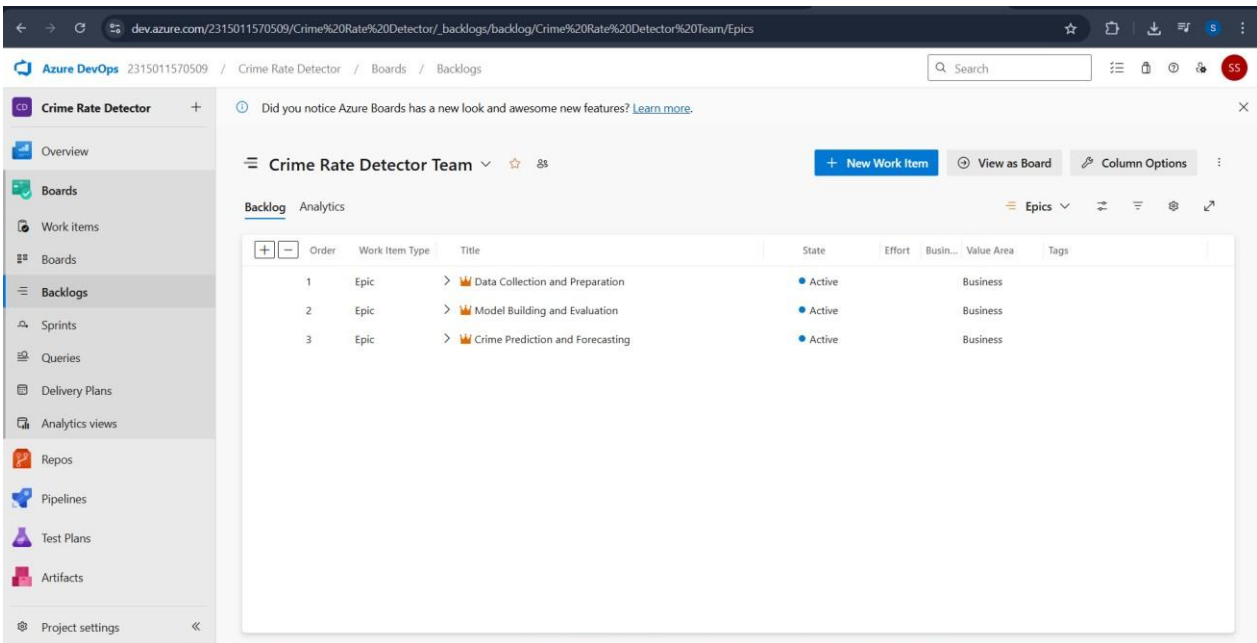 dev.azure.com/2315011570509/Crime%20Rate%20Detector/_backlogs/backlog/Crime%20Rate%20Detector%20Team/Epics
S
Azure DevOps 2315011570509 / Crime Rate Detector / Boards / Backlogs
Search
SS
CD Crime Rate Detector +
Did you notice Azure Boards has a new look and awesome new features? Learn more.
Overview
Boards
Work items
Boards
Backlogs
Sprints
Queries
Delivery Plans
Analytics views
Repos
Pipelines
Test Plans
Artifacts
Project settings
Crime Rate Detector Team
+ New Work Item
View as Board
Column Options
Backlog Analytics
Epics
Order Work Item Type Title State Effort Busin... Value Area Tags
1 Epic Data Collection and Preparation Active Business
2 Epic Model Building and Evaluation Active Business
3 Epic Crime Prediction and Forecasting Active Business